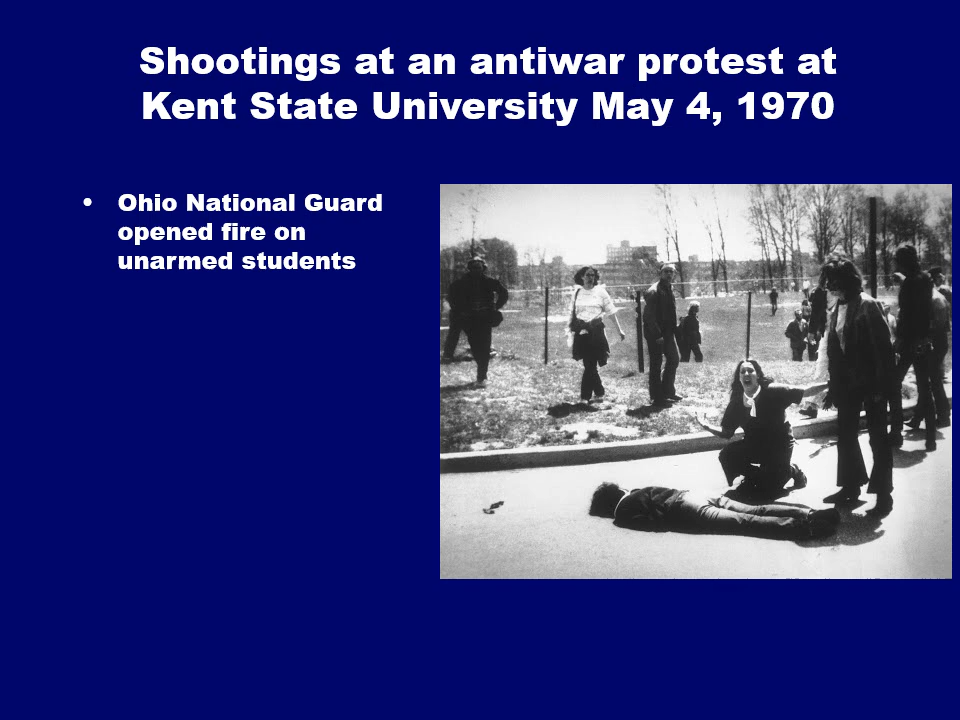 Shootings at an antiwar protest at
Kent State University May 4, 1970
• Ohio National Guard
opened fire on
unarmed students